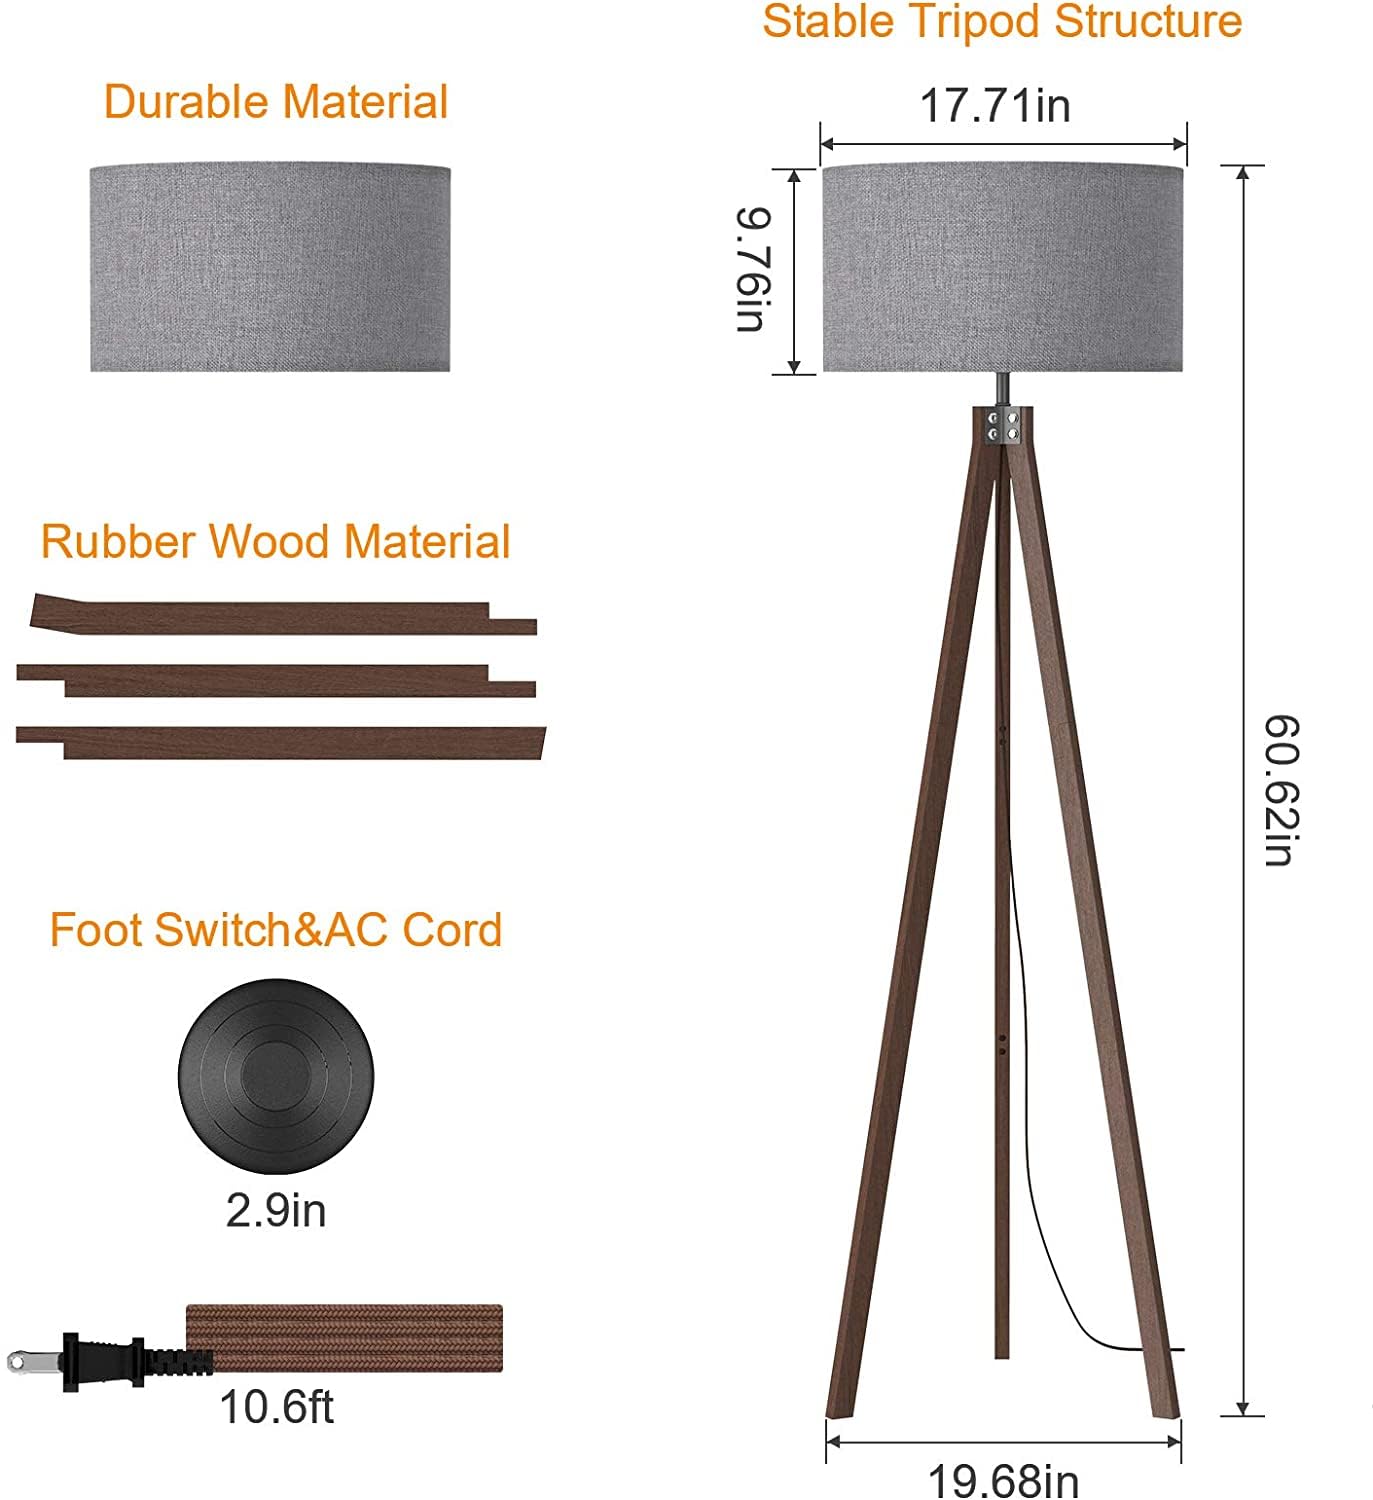 Stable Tripod Structure
Durable Material
17.71in
9.76in
60.62in
Rubber Wood Material
Foot Switch&AC Cord
2.9in
10.6ft
19.68in